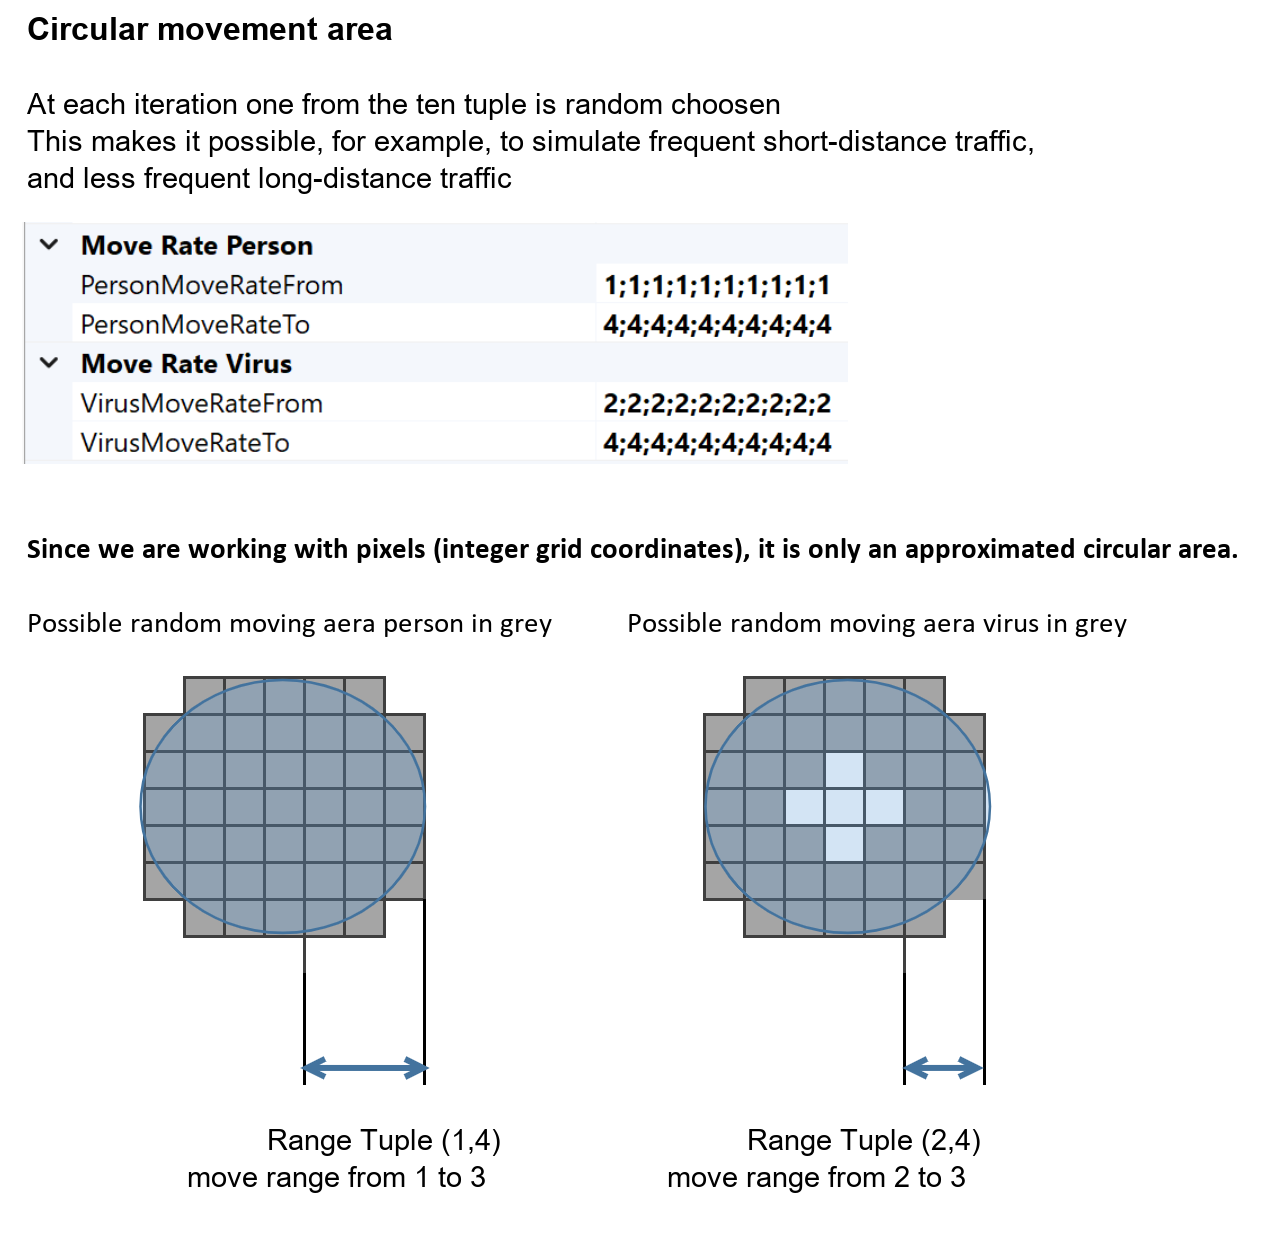 Circular movement area
At each iteration one from the ten tuple is random choosen
This makes it possible, for example, to simulate frequent short-distance traffic,
and less frequent long-distance traffic
Move Rate Person
PersonMoveRateFrom 1;1;1;1;1;1;1;1;1;1
PersonMoveRateTo 4;4;4;4;4;4;4;4;4;4
Move Rate Virus
VirusMoveRateFrom 2;2;2;2;2;2;2;2;2;2
VirusMoveRateTo 4;4;4;4;4;4;4;4;4;4
Since we are working with pixels (integer grid coordinates), it is only an approximated circular area.
Possible random moving aera person in grey
Possible random moving aera virus in grey
Range Tuple (1,4)
move range from 1 to 3
Range Tuple (2,4)
move range from 2 to 3